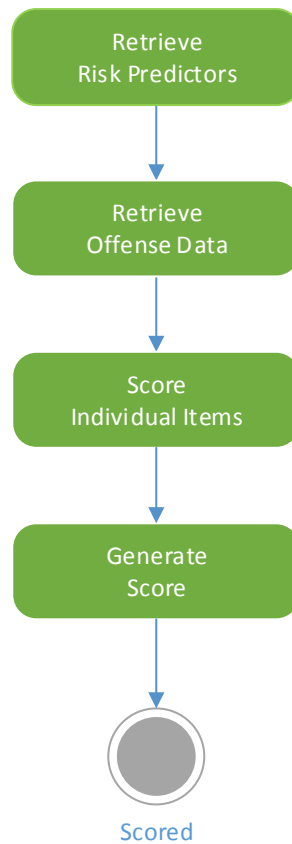 Retrieve
Risk Predictors
Retrieve
Offense Data
Score
Individual Items
Generate
Score
Scored